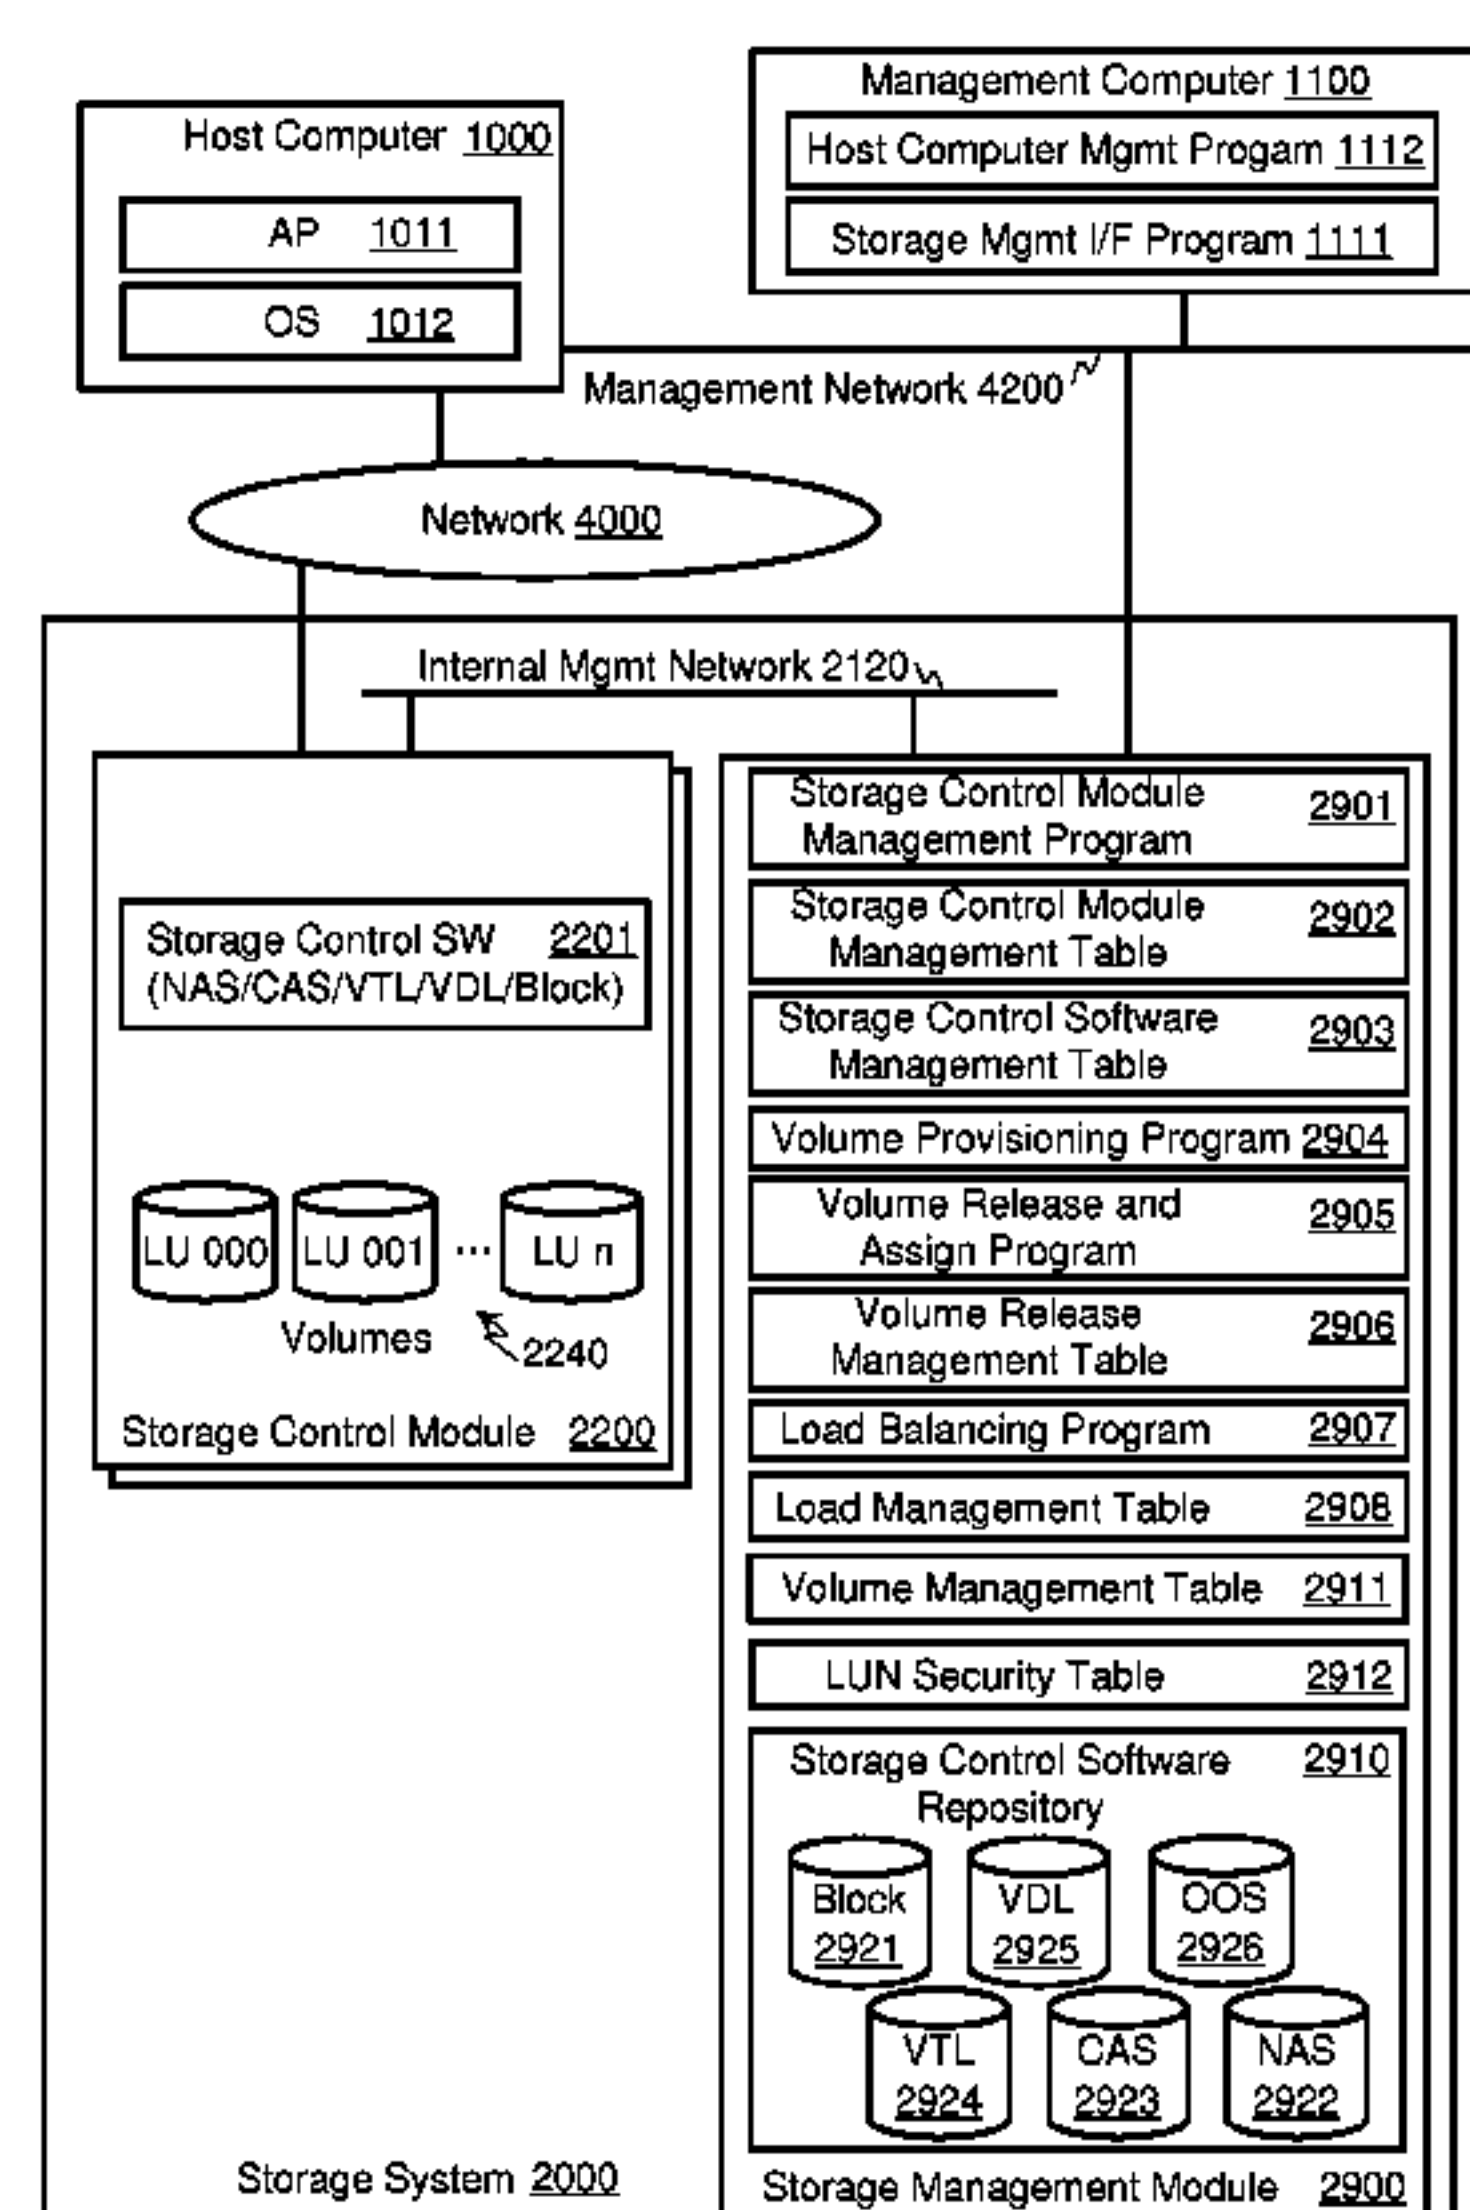 Management Computer 1100
Host Computer Mgmt Progam 1112
Storage Mgmt I/F Program 1111
Host Computer 1000
AP 1011
OS 1012
Management Network 4200
Network 4000
Internal Mgmt Network 2120
Storage Control SW 2201
(NAS/CAS/VTL/VDL/Block)
LU 000 LU 001 ... LU n
Volumes 2240
Storage Control Module 2200
Storage Control Module 2901
Management Program
Storage Control Module 2902
Management Table
Storage Control Software 2903
Management Table
Volume Provisioning Program 2904
Volume Release and 2905
Assign Program
Volume Release 2906
Management Table
Load Balancing Program 2907
Load Management Table 2908
Volume Management Table 2911
LUN Security Table 2912
Storage Control Software 2910
Repository
Block VDL OOS
2921 2925 2926
VTL CAS NAS
2924 2923 2922
Storage Management Module 2900
Storage System 2000